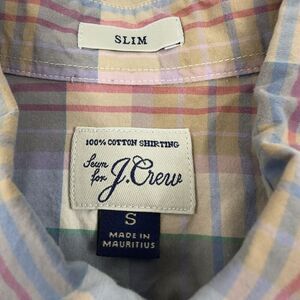 SLIM
100% COTTON SHIRTING
Sewn
for J.Crew
S
MADE IN
MAURITIUS